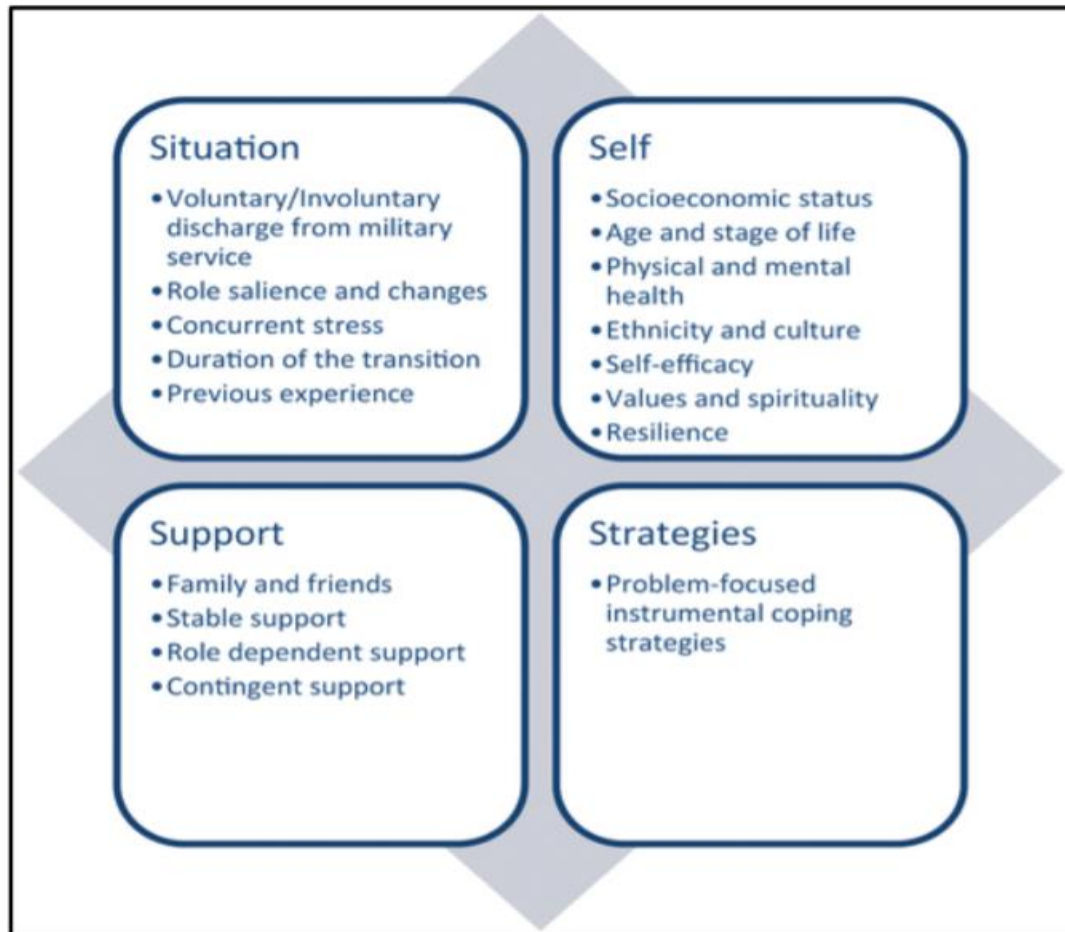 Situation
• Voluntary/Involuntary
discharge from military
service
• Role salience and changes
• Concurrent stress
• Duration of the transition
• Previous experience
Self
• Socioeconomic status
• Age and stage of life
• Physical and mental
health
• Ethnicity and culture
• Self-efficacy
• Values and spirituality
• Resilience
Support
• Family and friends
• Stable support
• Role dependent support
• Contingent support
Strategies
• Problem-focused
instrumental coping
strategies